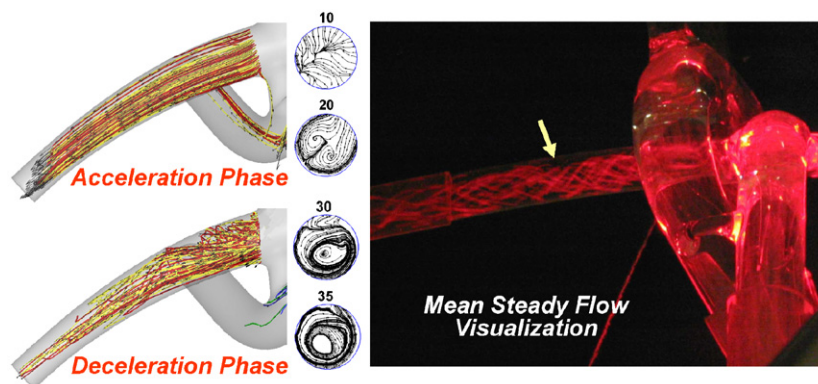 10
20
Acceleration Phase
30
35
Deceleration Phase
Mean Steady Flow
Visualization